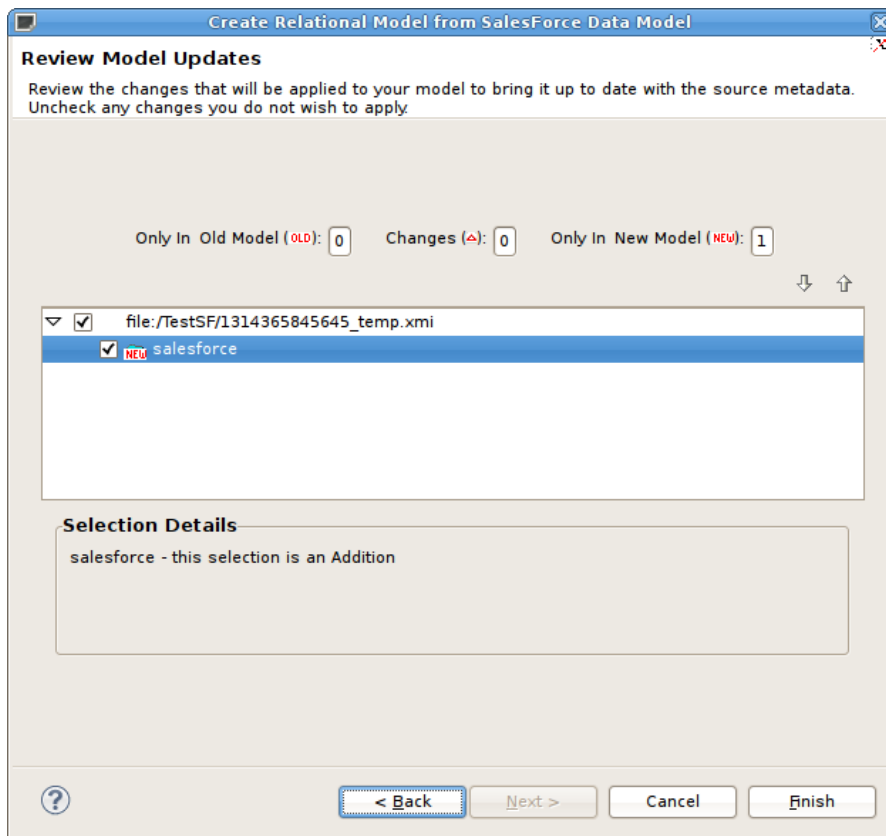 Create Relational Model from SalesForce Data Model
Review Model Updates
Review the changes that will be applied to your model to bring it up to date with the source metadata.
Uncheck any changes you do not wish to apply.
Only In Old Model (OLD): 0 Changes (): 0 Only In New Model (NEW): 1
file:/TestSF/1314365845645_temp.xmi
NEW salesforce
Selection Details
salesforce - this selection is an Addition
? < Back Next > Cancel Finish